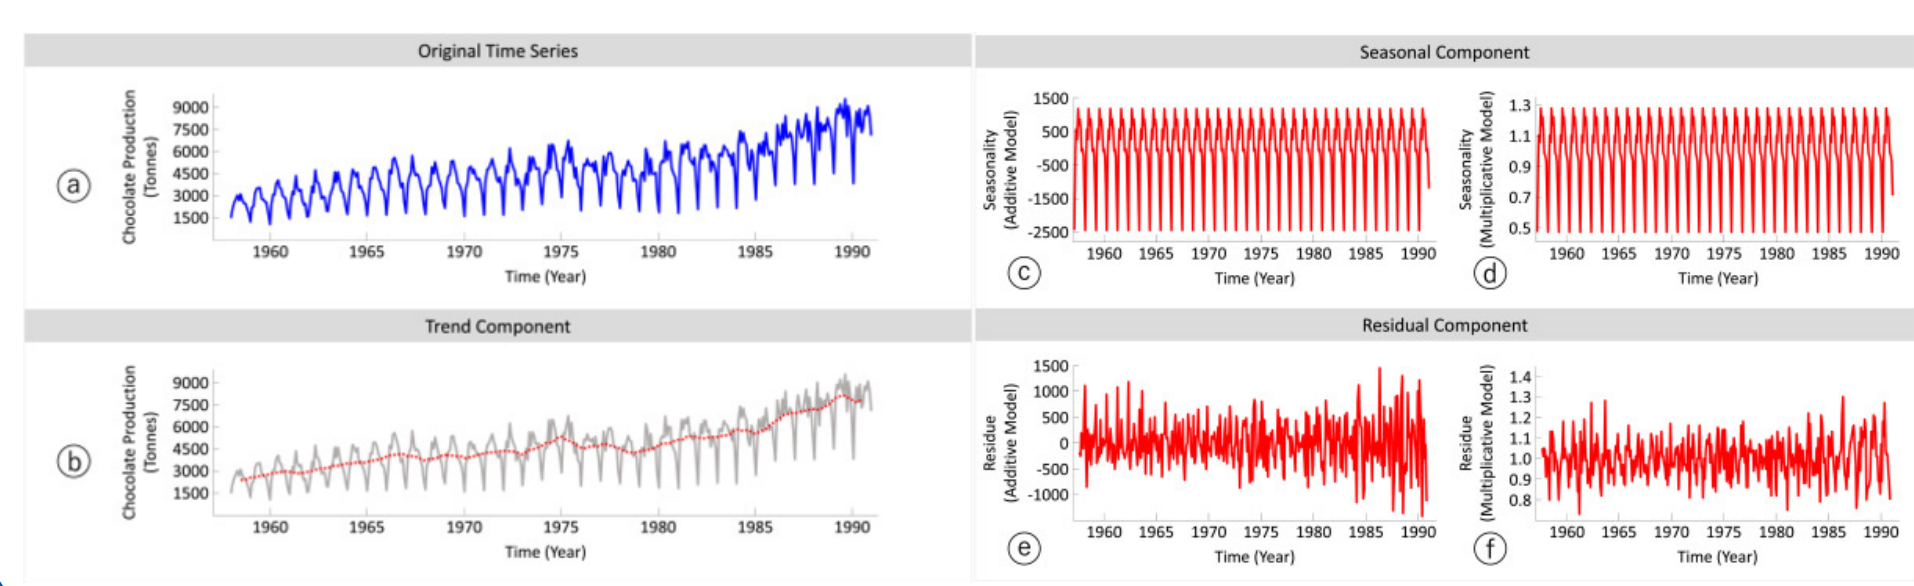 Original Time Series
Chocolate Production
(Tonnes)
9000
7500
6000
4500
3000
1500
1960 1965 1970 1975 1980 1985 1990
Time (Year)
a
Trend Component
Chocolate Production
(Tonnes)
9000
7500
6000
4500
3000
1500
1960 1965 1970 1975 1980 1985 1990
Time (Year)
b
Seasonal Component
Seasonality
(Additive Model)
1500
500
-500
-1500
-2500
1960 1965 1970 1975 1980 1985 1990
Time (Year)
c
Seasonality
(Multiplicative Model)
1.3
1.1
0.9
0.7
0.5
1960 1965 1970 1975 1980 1985 1990
Time (Year)
d
Residual Component
Residue
(Additive Model)
1500
1000
500
0
-500
-1000
1960 1965 1970 1975 1980 1985 1990
Time (Year)
e
Residue
(Multiplicative Model)
1.4
1.3
1.2
1.1
1.0
0.9
0.8
1960 1965 1970 1975 1980 1985 1990
Time (Year)
f